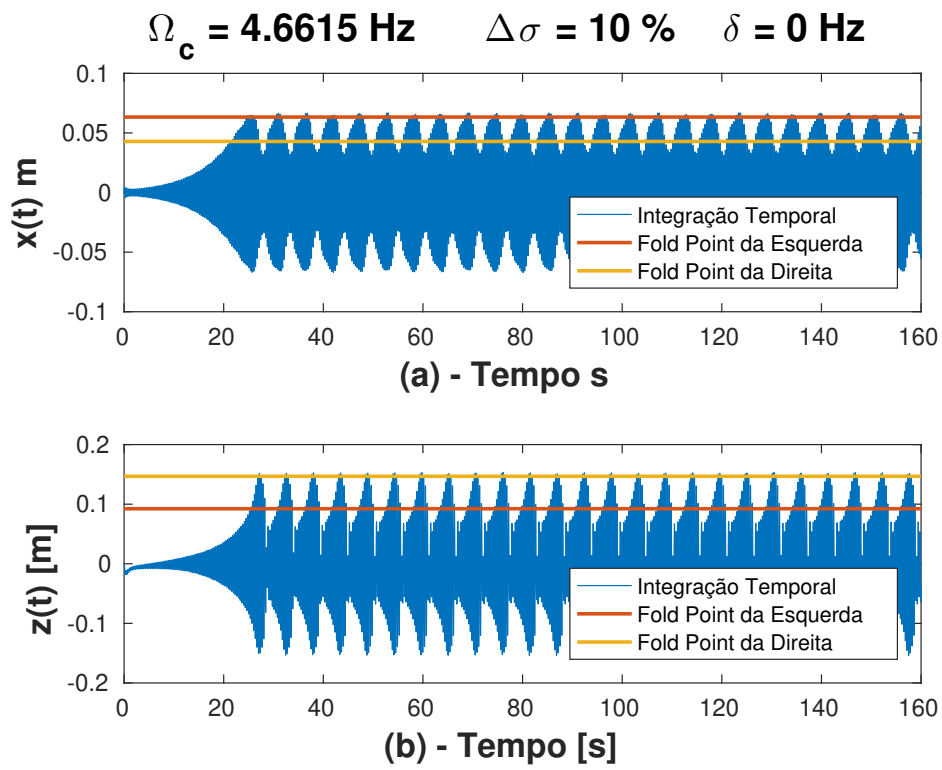 Ω_c = 4.6615 Hz Δσ = 10 % δ = 0 Hz
0.1
0.05
0
-0.05
-0.1
x(t) m
Integração Temporal
Fold Point da Esquerda
Fold Point da Direita
0 20 40 60 80 100 120 140 160
(a) - Tempo s
0.2
0.1
0
-0.1
-0.2
z(t) [m]
Integração Temporal
Fold Point da Esquerda
Fold Point da Direita
0 20 40 60 80 100 120 140 160
(b) - Tempo [s]